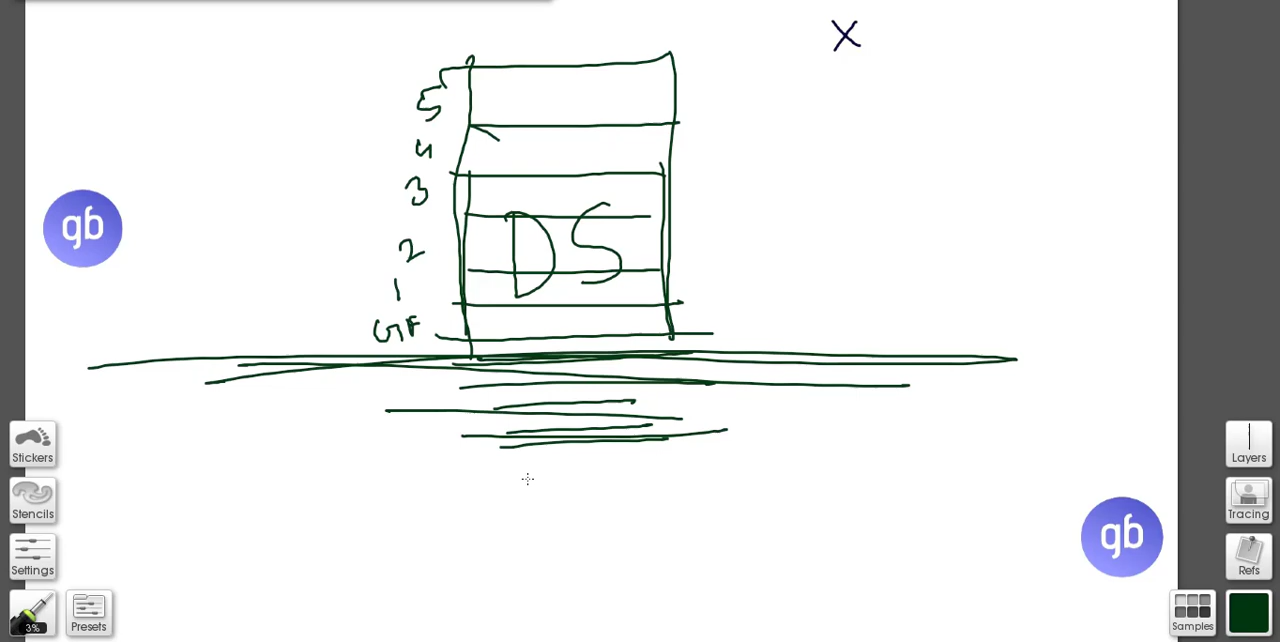 X
5
4
3
DS
2
1
GF
gb
gb
Stickers
Stencils
Settings
3%
Presets
Layers
Tracing
Refs
Samples